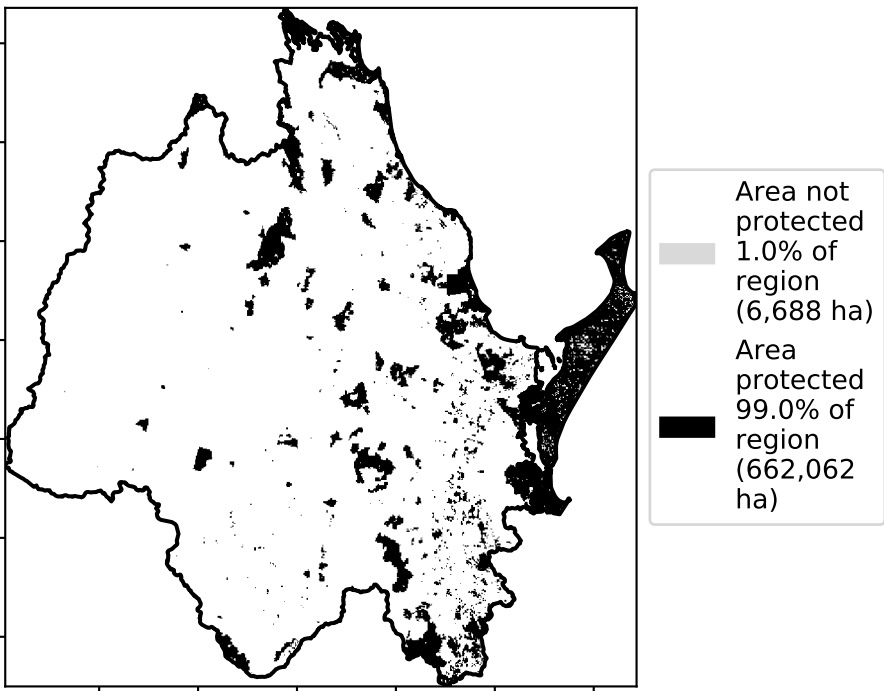 Area not
protected
1.0% of
region
(6,688 ha)
Area
protected
99.0% of
region
(662,062
ha)